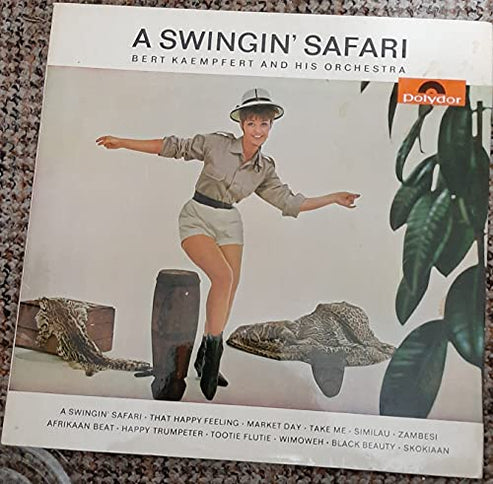 A SWINGIN' SAFARI
BERT KAEMPFERT AND HIS ORCHESTRA
polydor
A SWINGIN' SAFARI · THAT HAPPY FEELING · MARKET DAY · TAKE ME · SIMILAU · ZAMBESI
AFRIKAAN BEAT · HAPPY TRUMPETER · TOOTIE FLUTIE · WIMOWEH · BLACK BEAUTY · SKOKIAAN